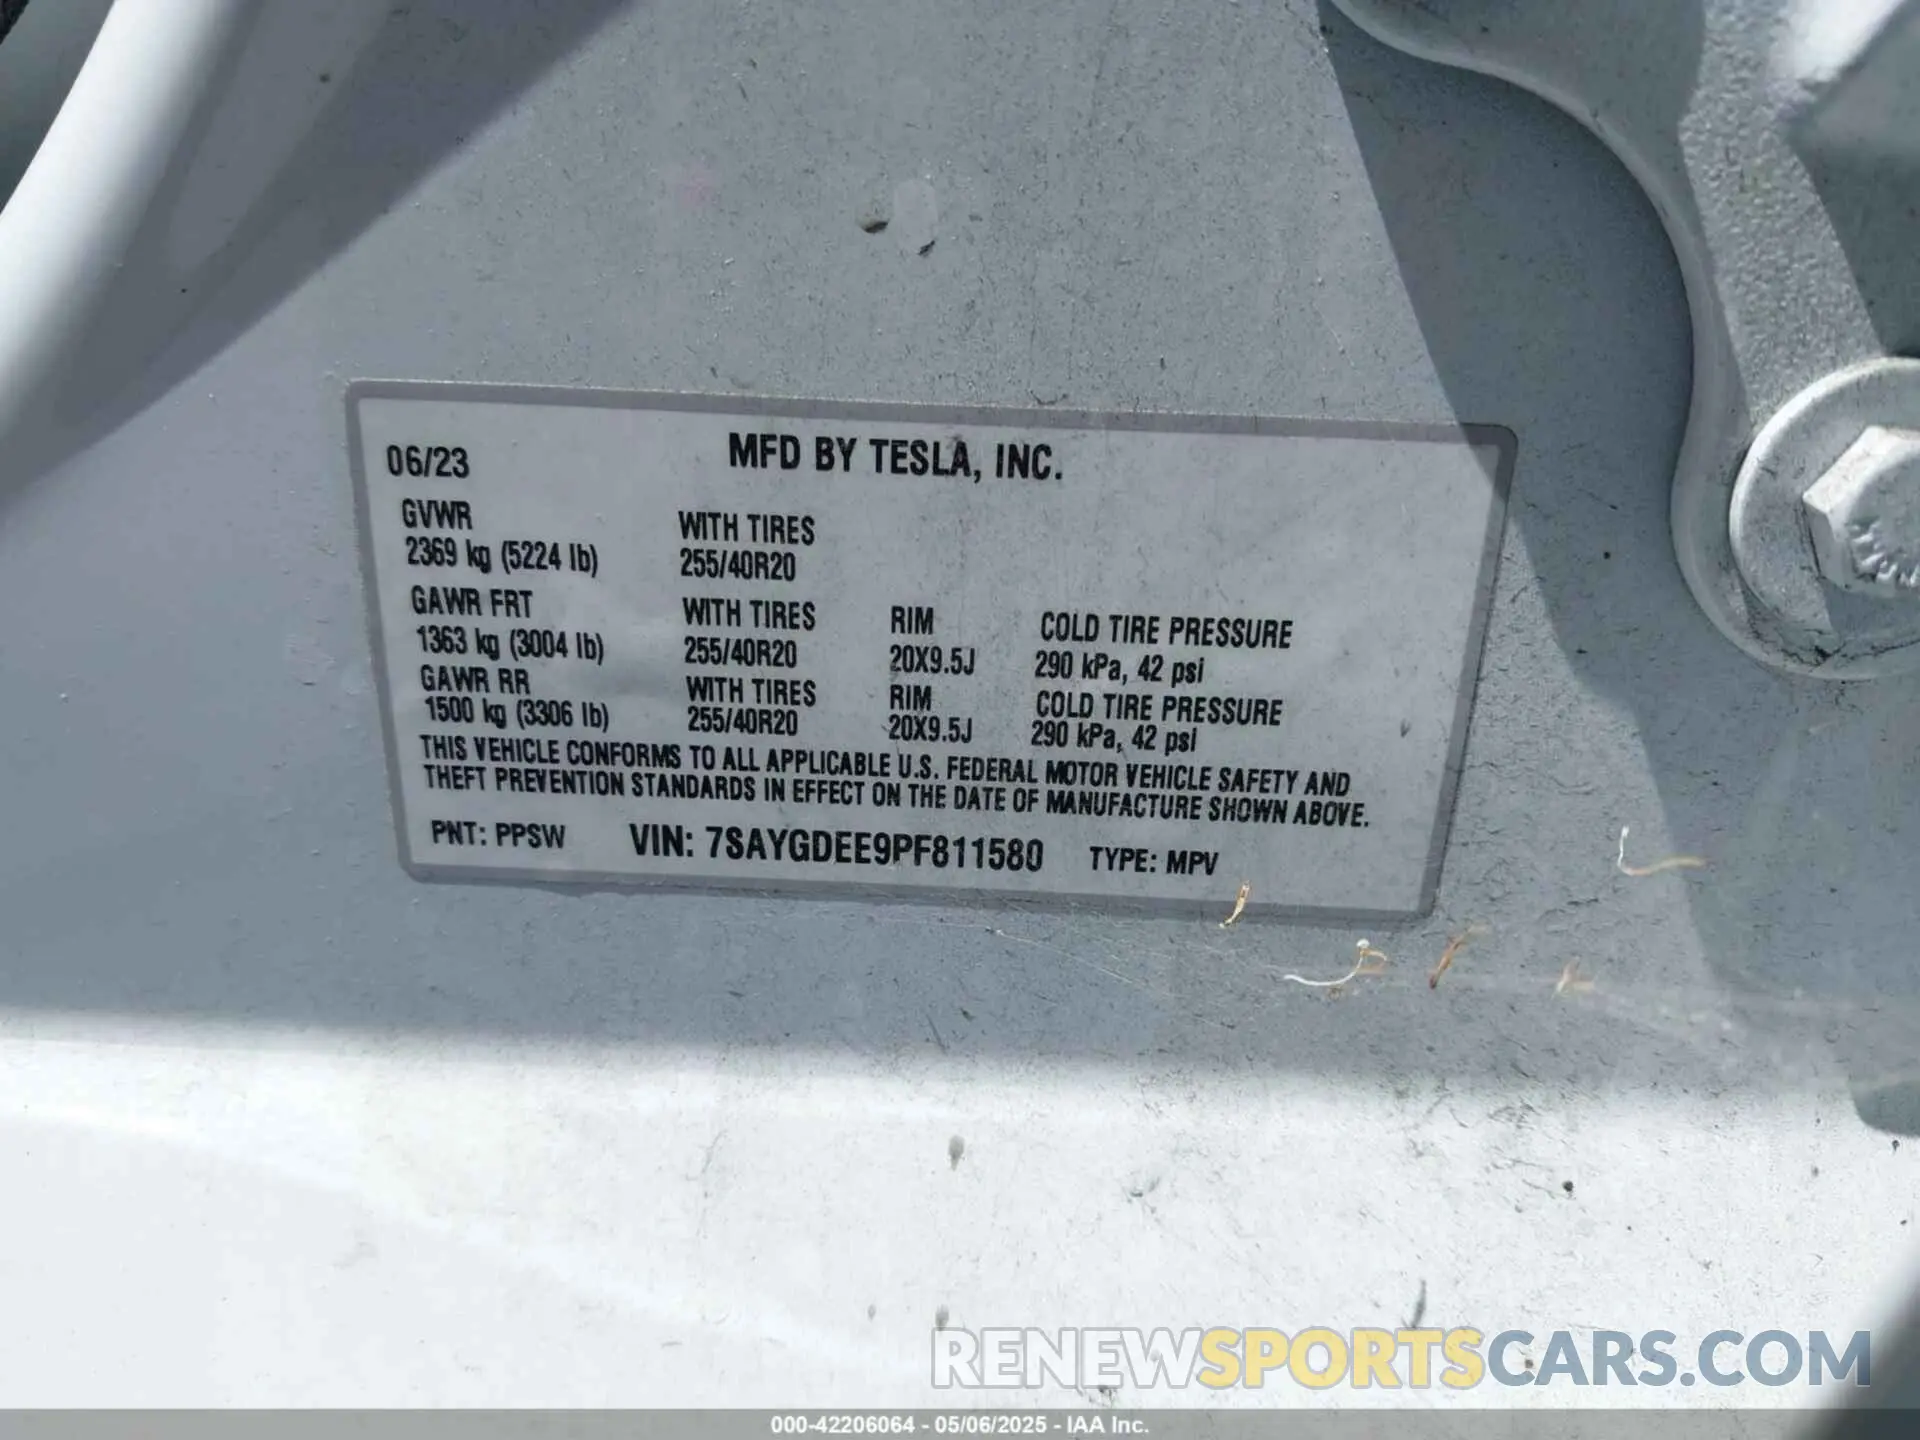 06/23 MFD BY TESLA, INC.
GVWR WITH TIRES
2369 kg (5224 lb) 255/40R20
GAWR FRT WITH TIRES RIM COLD TIRE PRESSURE
1363 kg (3004 lb) 255/40R20 20X9.5J 290 kPa, 42 psi
GAWR RR WITH TIRES RIM COLD TIRE PRESSURE
1500 kg (3306 lb) 255/40R20 20X9.5J 290 kPa, 42 psi
THIS VEHICLE CONFORMS TO ALL APPLICABLE U.S. FEDERAL MOTOR VEHICLE SAFETY AND
THEFT PREVENTION STANDARDS IN EFFECT ON THE DATE OF MANUFACTURE SHOWN ABOVE.
PNT: PPSW VIN: 7SAYGDEE9PF811580 TYPE: MPV
RENEWSPORTSCARS.COM
000-42206064 - 05/06/2025 - IAA Inc.